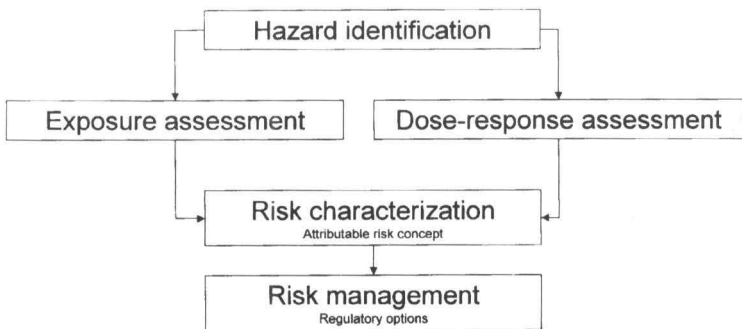 Hazard identification
Exposure assessment
Dose-response assessment
Risk characterization
Attributable risk concept
Risk management
Regulatory options